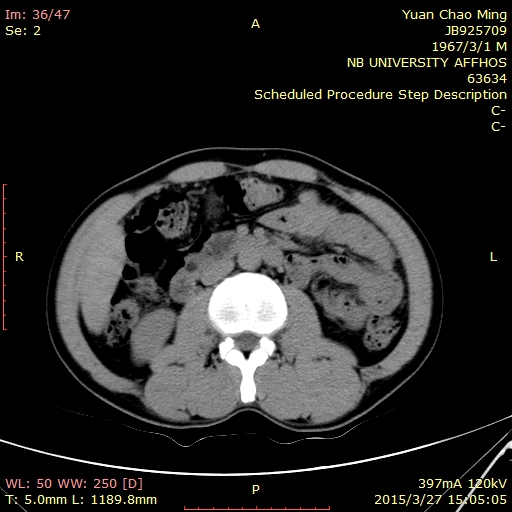 Im: 36/47
Se: 2
A
Yuan Chao Ming
JB925709
1967/3/1 M
NB UNIVERSITY AFFHOS
63634
Scheduled Procedure Step Description
C-
C-
R
L
WL: 50 WW: 250 [D]
T: 5.0mm L: 1189.8mm
P
397mA 120kV
2015/3/27 15:05:05